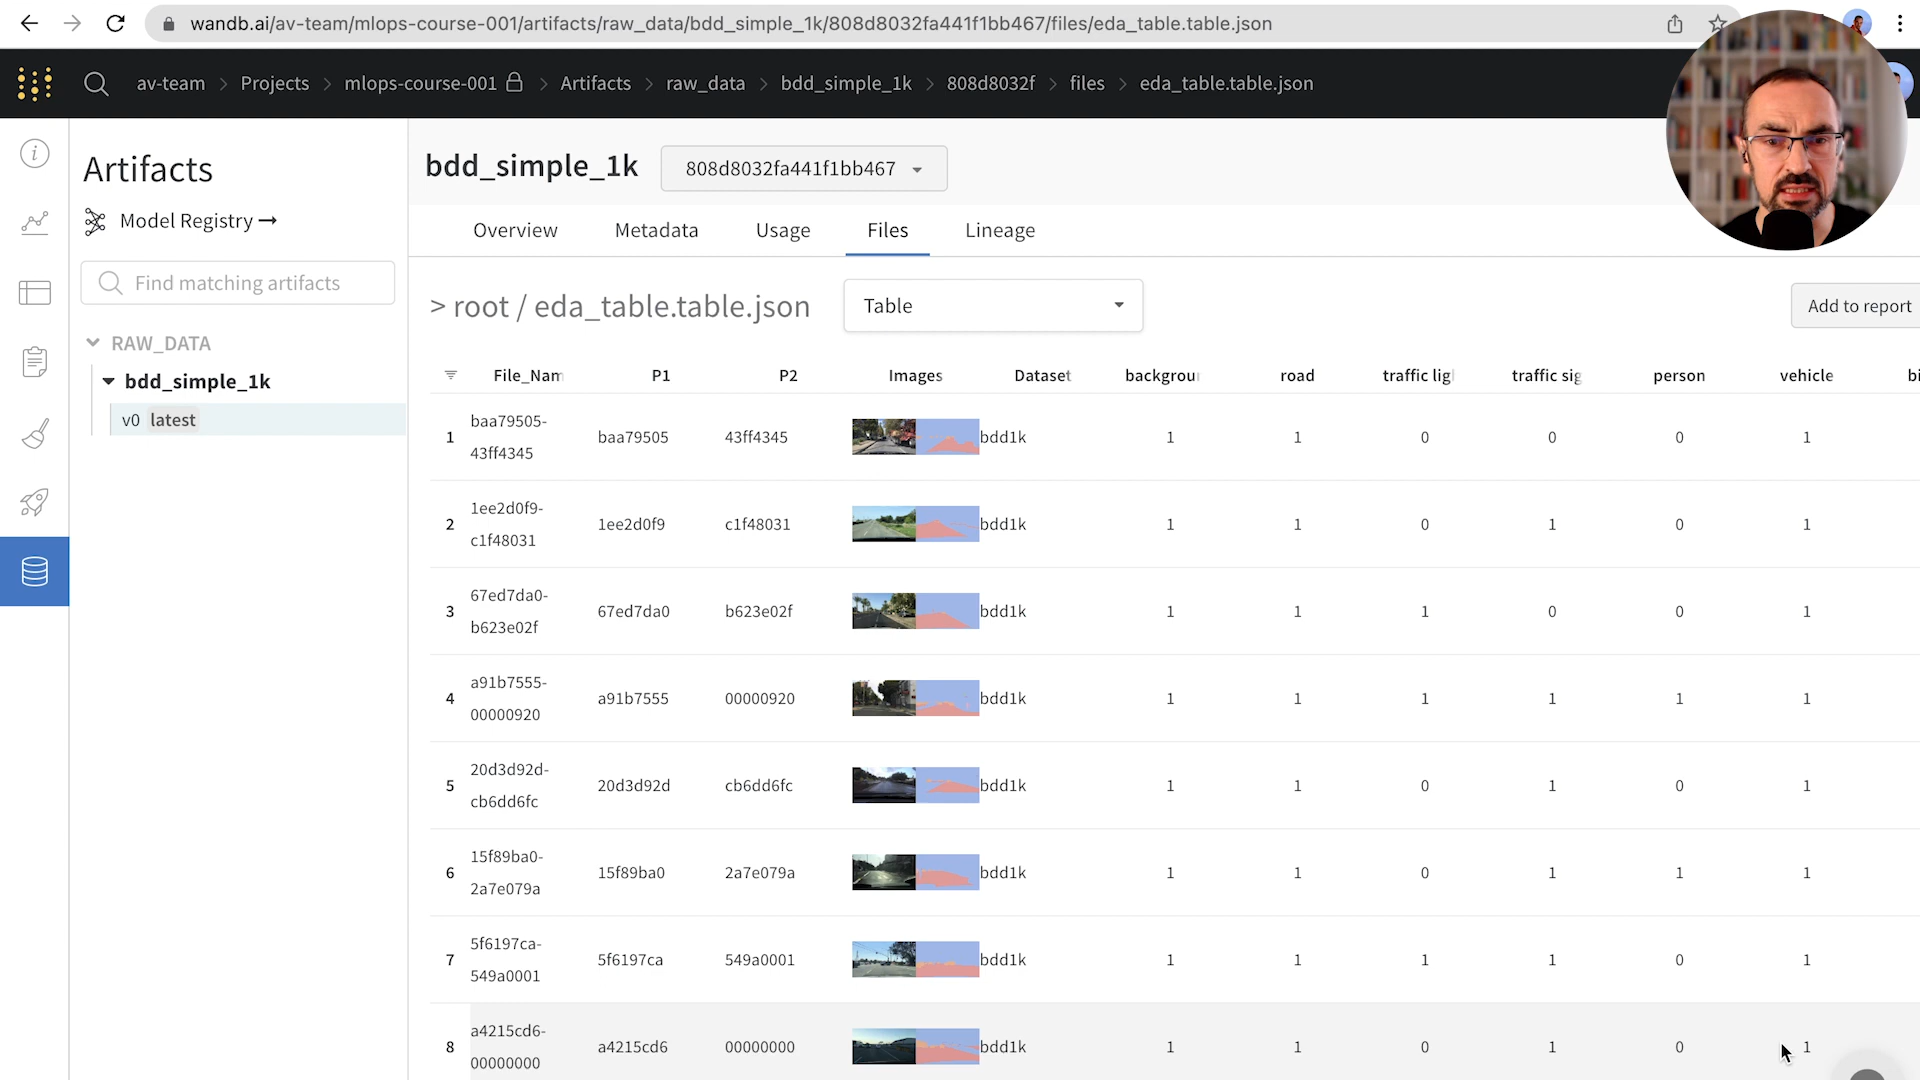 wandb.ai/av-team/mlops-course-001/artifacts/raw_data/bdd_simple_1k/808d8032fa441f1bb467/files/eda_table.table.json
av-team > Projects > mlops-course-001 > Artifacts > raw_data > bdd_simple_1k > 808d8032f > files > eda_table.table.json
Artifacts
Model Registry →
Find matching artifacts
RAW_DATA
bdd_simple_1k
v0 latest
bdd_simple_1k 808d8032fa441f1bb467
Overview Metadata Usage Files Lineage
> root / eda_table.table.json Table Add to report
File_Nam P1 P2 Images Dataset backgrou road traffic lig traffic sig person vehicle bi
1 baa79505-43ff4345 baa79505 43ff4345 bdd1k 1 1 0 0 0 1
2 1ee2d0f9-c1f48031 1ee2d0f9 c1f48031 bdd1k 1 1 0 1 0 1
3 67ed7da0-b623e02f 67ed7da0 b623e02f bdd1k 1 1 1 0 0 1
4 a91b7555-00000920 a91b7555 00000920 bdd1k 1 1 1 1 1 1
5 20d3d92d-cb6dd6fc 20d3d92d cb6dd6fc bdd1k 1 1 0 1 0 1
6 15f89ba0-2a7e079a 15f89ba0 2a7e079a bdd1k 1 1 0 1 1 1
7 5f6197ca-549a0001 5f6197ca 549a0001 bdd1k 1 1 1 1 0 1
8 a4215cd6-00000000 a4215cd6 00000000 bdd1k 1 1 0 1 0 1